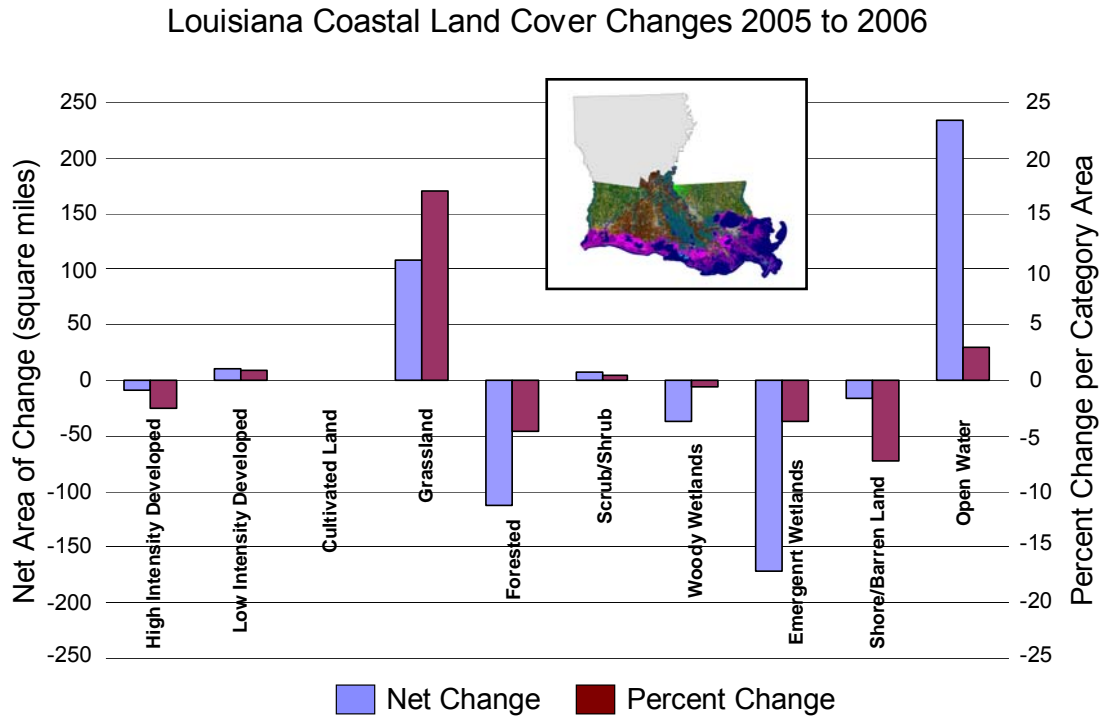 Louisiana Coastal Land Cover Changes 2005 to 2006
Net Area of Change (square miles)
250
200
150
100
50
0
-50
-100
-150
-200
-250
High Intensity Developed
Low Intensity Developed
Cultivated Land
Grassland
Forested
Scrub/Shrub
Woody Wetlands
Emergenrt Wetlands
Shore/Barren Land
Open Water
25
20
15
10
5
0
-5
-10
-15
-20
-25
Percent Change per Category Area
Net Change
Percent Change